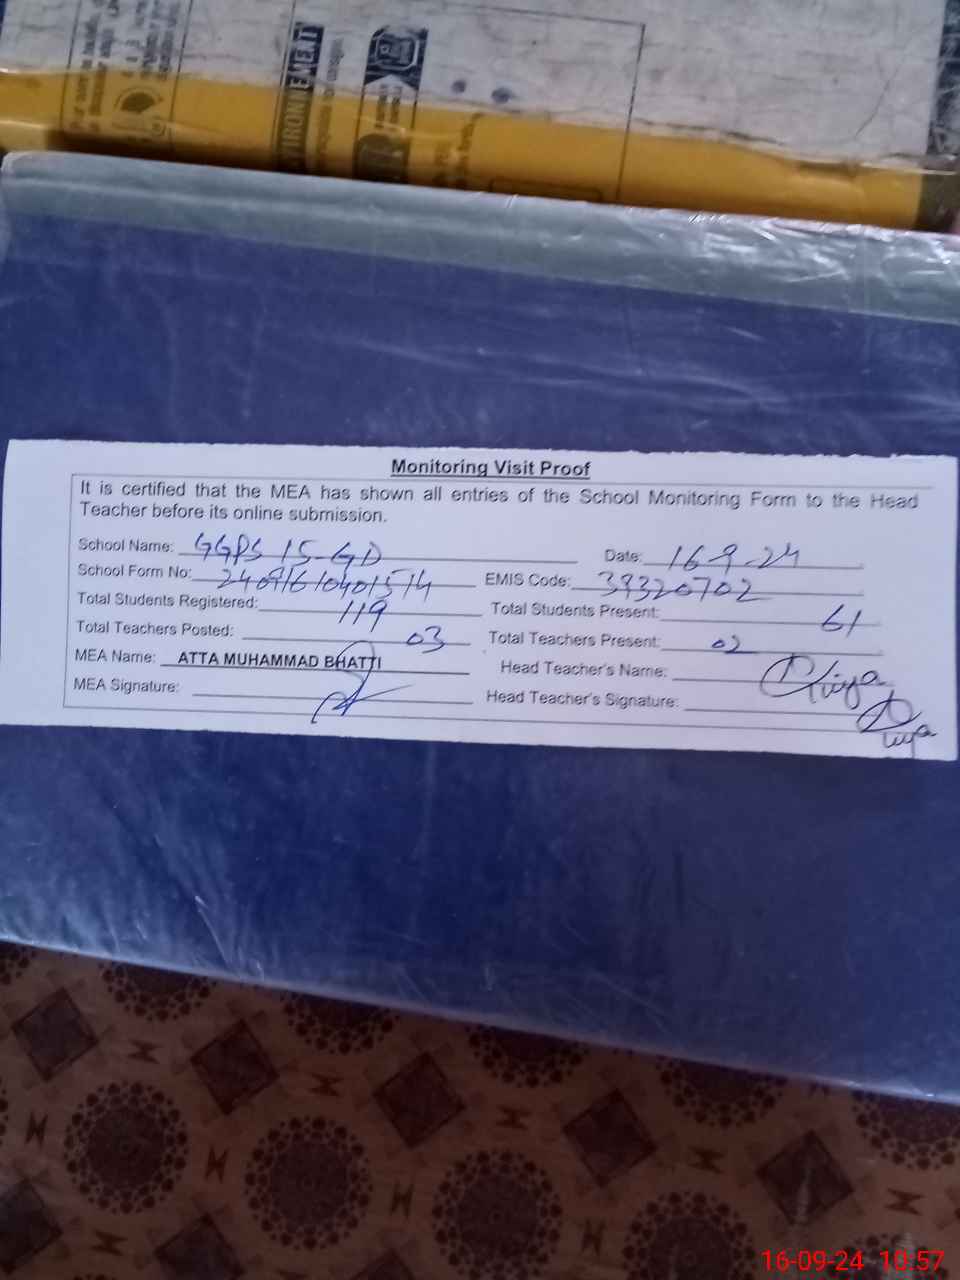 Monitoring Visit Proof
It is certified that the MEA has shown all entries of the School Monitoring Form to the Head
Teacher before its online submission.
School Name: GGPS 15-GD Date: 16-9-24
School Form No: EMIS Code: 39320702
Total Students Registered: 119 Total Students Present: 61
Total Teachers Posted: 03 Total Teachers Present: 02
MEA Name: ATTA MUHAMMAD BHATTI Head Teacher's Name:
MEA Signature: Head Teacher's Signature:
16-09-24 10:57